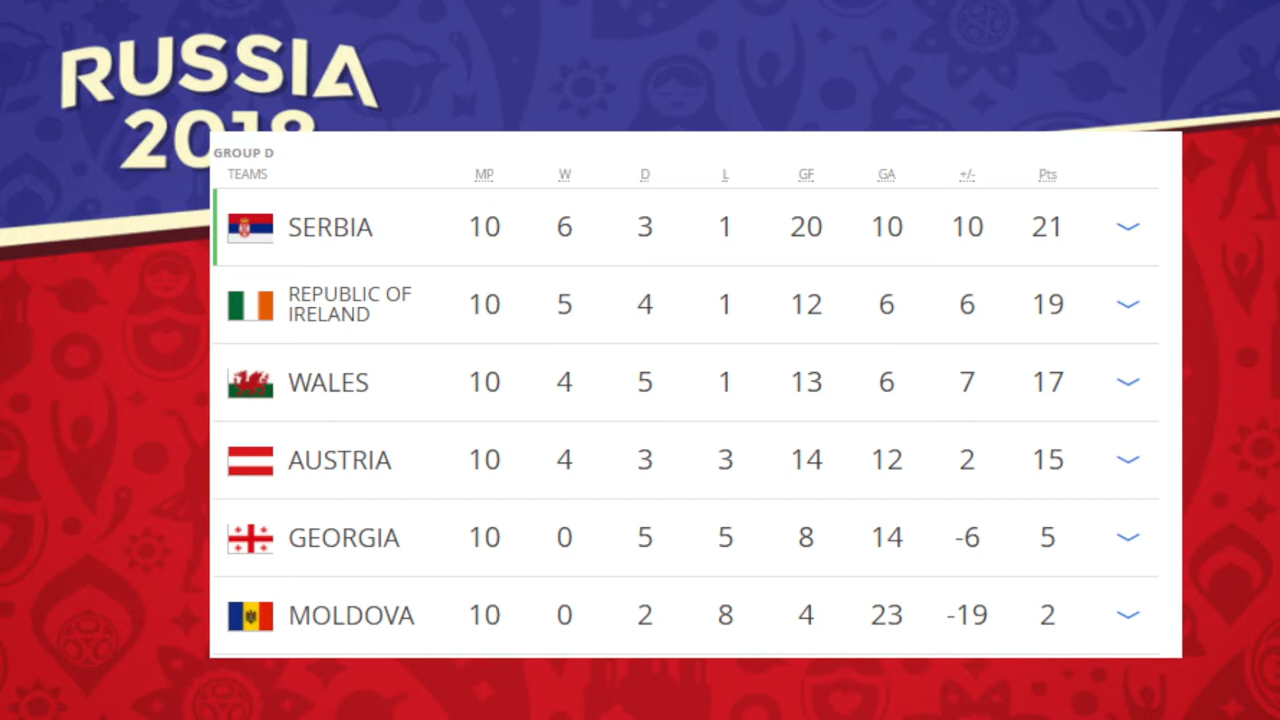 RUSSIA
2018
GROUP D
TEAMS MP W D L GF GA +/- Pts
SERBIA 10 6 3 1 20 10 10 21
REPUBLIC OF
IRELAND 10 5 4 1 12 6 6 19
WALES 10 4 5 1 13 6 7 17
AUSTRIA 10 4 3 3 14 12 2 15
GEORGIA 10 0 5 5 8 14 -6 5
MOLDOVA 10 0 2 8 4 23 -19 2